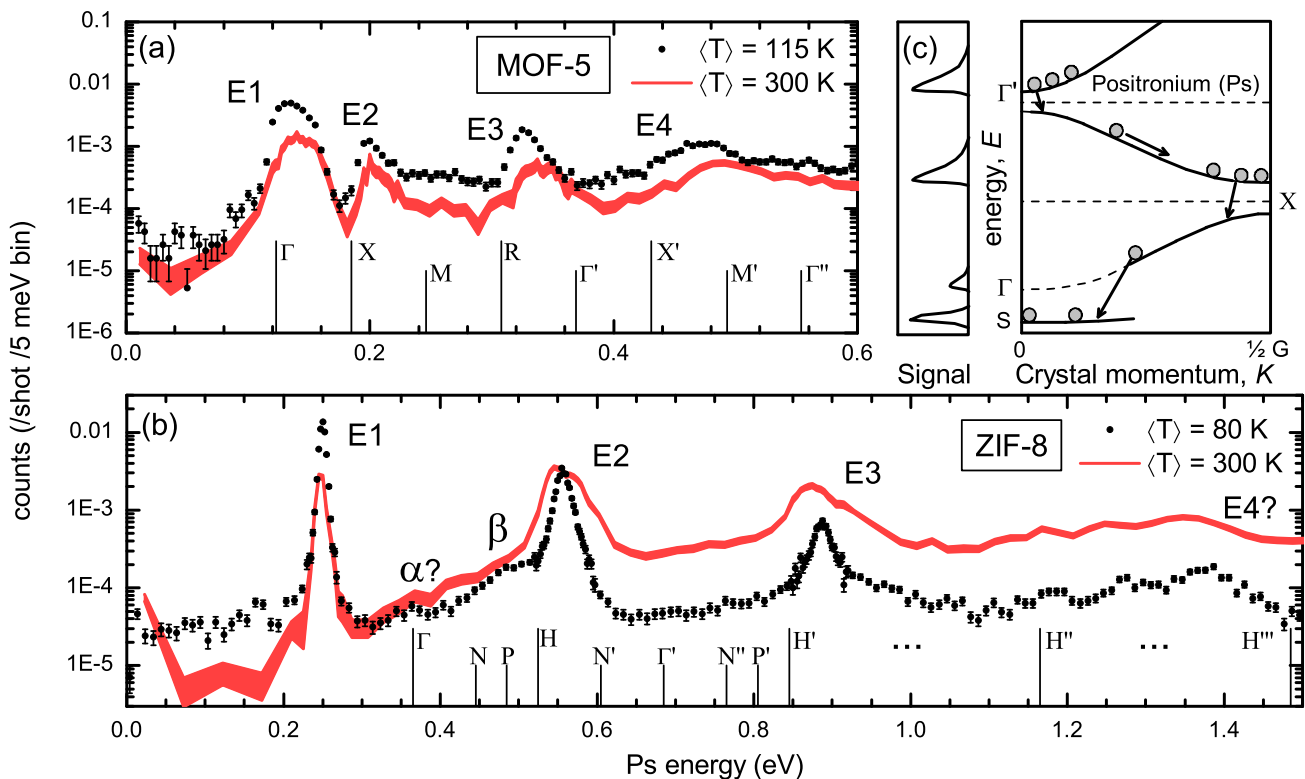 counts (/shot /5 meV bin)
(a)
MOF-5
⟨T⟩ = 115 K
⟨T⟩ = 300 K
0.1
0.01
1E-3
1E-4
1E-5
1E-6
E1
E2
E3
E4
Γ
X
M
R
Γ'
X'
M'
Γ''
0.0
0.2
0.4
0.6
(c)
Signal
energy, E
Positronium (Ps)
Γ'
X
Γ
S
0
½ G
Crystal momentum, K
(b)
ZIF-8
⟨T⟩ = 80 K
⟨T⟩ = 300 K
0.01
1E-3
1E-4
1E-5
E1
α?
β
E2
E3
E4?
Γ
N
P
H
N'
Γ'
N''
P'
H'
...
H''
...
H'''
0.0
0.2
0.4
0.6
0.8
1.0
1.2
1.4
Ps energy (eV)